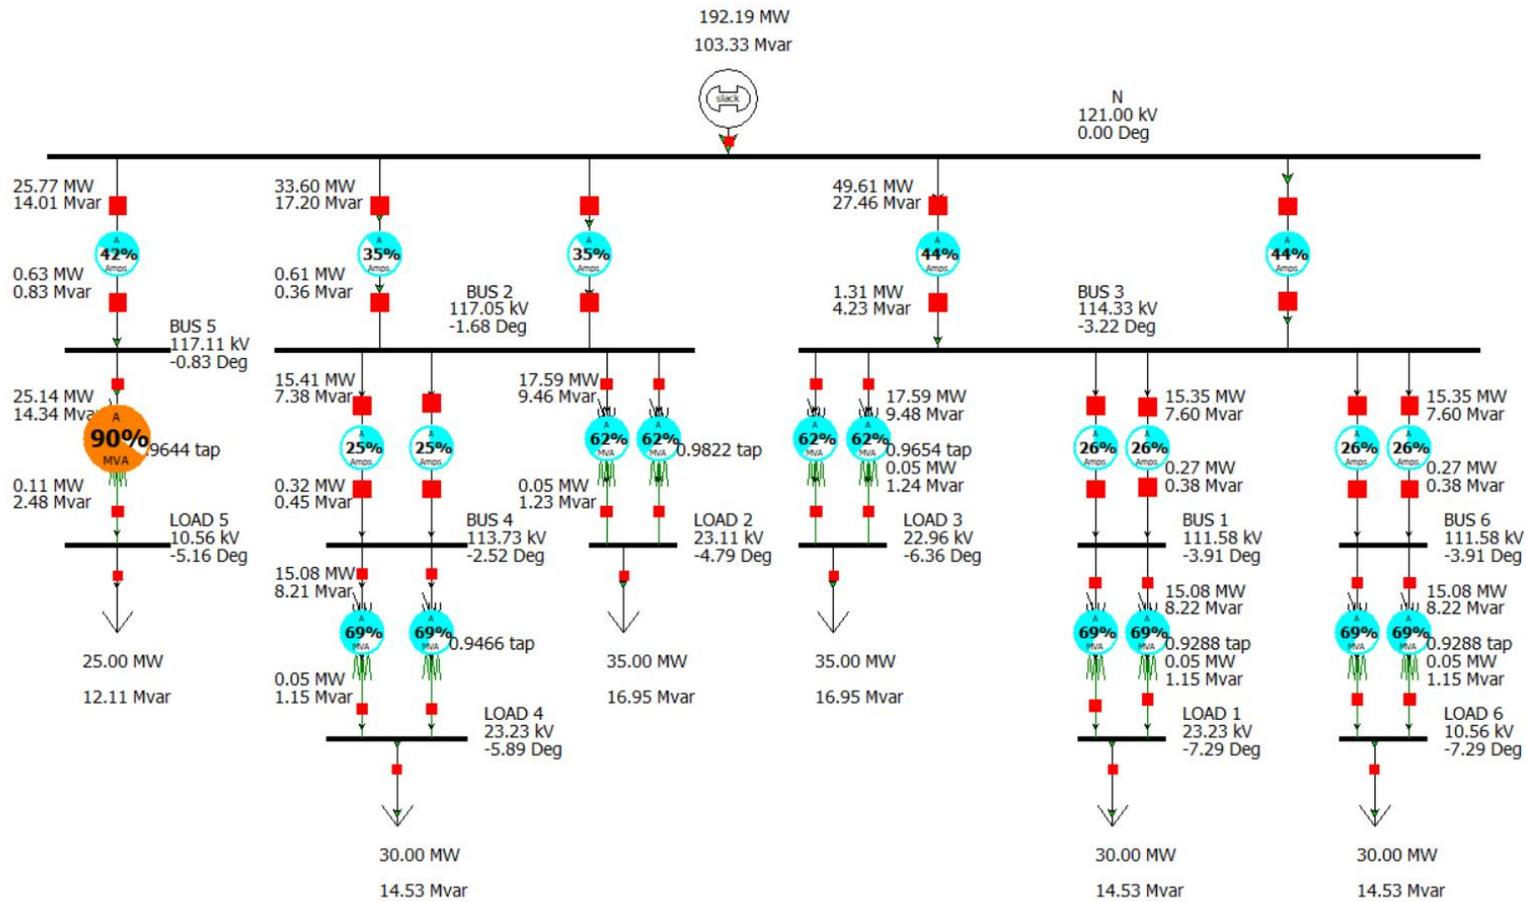 192.19 MW
103.33 Mvar
slack
N
121.00 kV
0.00 Deg
25.77 MW
14.01 Mvar
A
42%
Amps
0.63 MW
0.83 Mvar
33.60 MW
17.20 Mvar
A
35%
Amps
0.61 MW
0.36 Mvar
A
35%
Amps
49.61 MW
27.46 Mvar
A
44%
Amps
1.31 MW
4.23 Mvar
A
44%
Amps
BUS 5
117.11 kV
-0.83 Deg
BUS 2
117.05 kV
-1.68 Deg
BUS 3
114.33 kV
-3.22 Deg
25.14 MW
14.34 Mva
A
90%
MVA
.9644 tap
0.11 MW
2.48 Mvar
LOAD 5
10.56 kV
-5.16 Deg
25.00 MW
12.11 Mvar
15.41 MW
7.38 Mvar
A
25%
Amps
A
25%
Amps
0.32 MW
0.45 Mvar
BUS 4
113.73 kV
-2.52 Deg
15.08 MW
8.21 Mvar
A
69%
MVA
A
69%
MVA
0.9466 tap
0.05 MW
1.15 Mvar
LOAD 4
23.23 kV
-5.89 Deg
30.00 MW
14.53 Mvar
17.59 MW
9.46 Mvar
A
62%
MVA
A
62%
MVA
0.9822 tap
0.05 MW
1.23 Mvar
LOAD 2
23.11 kV
-4.79 Deg
35.00 MW
16.95 Mvar
17.59 MW
9.48 Mvar
A
62%
MVA
A
62%
MVA
0.9654 tap
0.05 MW
1.24 Mvar
LOAD 3
22.96 kV
-6.36 Deg
35.00 MW
16.95 Mvar
15.35 MW
7.60 Mvar
A
26%
Amps
A
26%
Amps
0.27 MW
0.38 Mvar
BUS 1
111.58 kV
-3.91 Deg
15.08 MW
8.22 Mvar
A
69%
MVA
A
69%
MVA
0.9288 tap
0.05 MW
1.15 Mvar
LOAD 1
23.23 kV
-7.29 Deg
30.00 MW
14.53 Mvar
15.35 MW
7.60 Mvar
A
26%
Amps
A
26%
Amps
0.27 MW
0.38 Mvar
BUS 6
111.58 kV
-3.91 Deg
15.08 MW
8.22 Mvar
A
69%
MVA
A
69%
MVA
0.9288 tap
0.05 MW
1.15 Mvar
LOAD 6
10.56 kV
-7.29 Deg
30.00 MW
14.53 Mvar